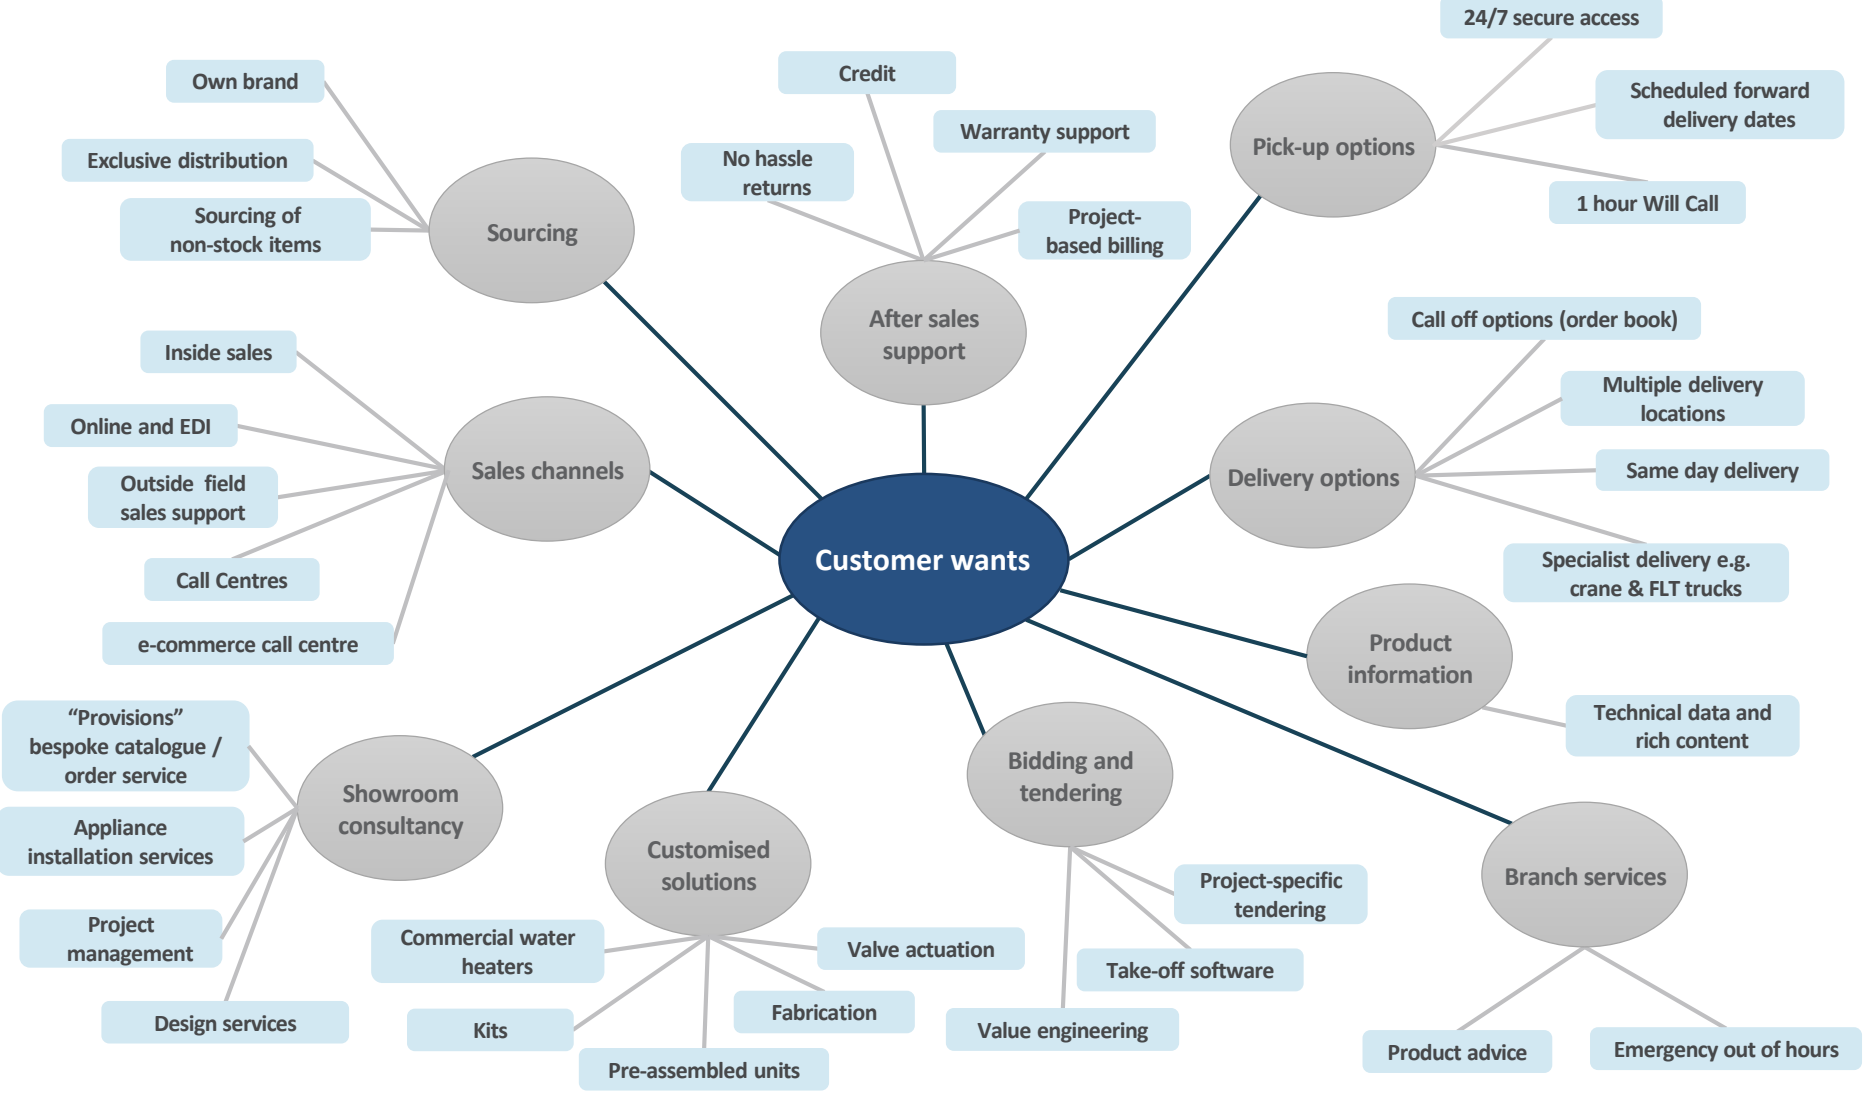 24/7 secure access
Own brand
Credit
Scheduled forward
delivery dates
Warranty support
Exclusive distribution
No hassle
returns
Pick-up options
1 hour Will Call
Sourcing of
non-stock items
Sourcing
Project-
based billing
After sales
support
Call off options (order book)
Inside sales
Multiple delivery
locations
Online and EDI
Sales channels
Delivery options
Same day delivery
Outside field
sales support
Customer wants
Call Centres
Specialist delivery e.g.
crane & FLT trucks
e-commerce call centre
Product
information
“Provisions”
bespoke catalogue /
order service
Technical data and
rich content
Bidding and
tendering
Showroom
consultancy
Appliance
installation services
Customised
solutions
Branch services
Project-specific
tendering
Project
management
Commercial water
heaters
Valve actuation
Take-off software
Fabrication
Design services
Kits
Value engineering
Product advice
Emergency out of hours
Pre-assembled units